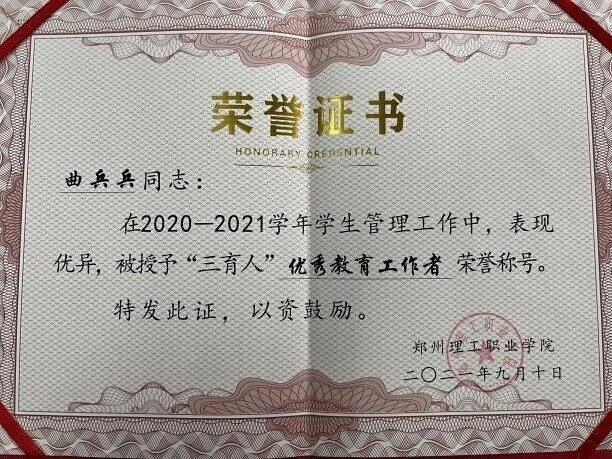 荣誉证书
HONORARY CREDENTIAL
曲兵兵同志：
在2020—2021学年学生管理工作中，表现
优异，被授予“三育人”优秀教育工作者 荣誉称号。
特发此证，以资鼓励。
郑州理工职业学院
二〇二一年九月十日